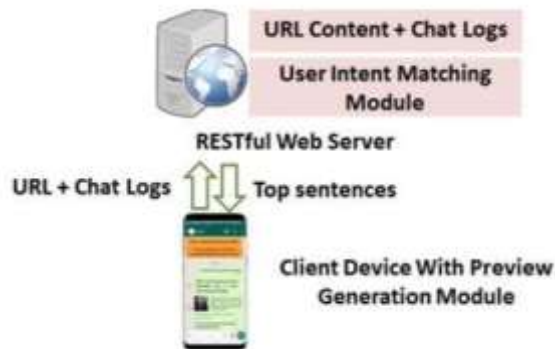 URL Content + Chat Logs
User Intent Matching
Module
RESTful Web Server
URL + Chat Logs
Top sentences
Client Device With Preview
Generation Module